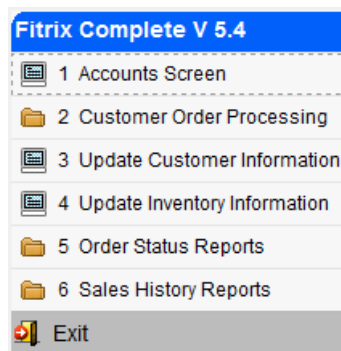 Fitrix Complete V 5.4
1 Accounts Screen
2 Customer Order Processing
3 Update Customer Information
4 Update Inventory Information
5 Order Status Reports
6 Sales History Reports
Exit